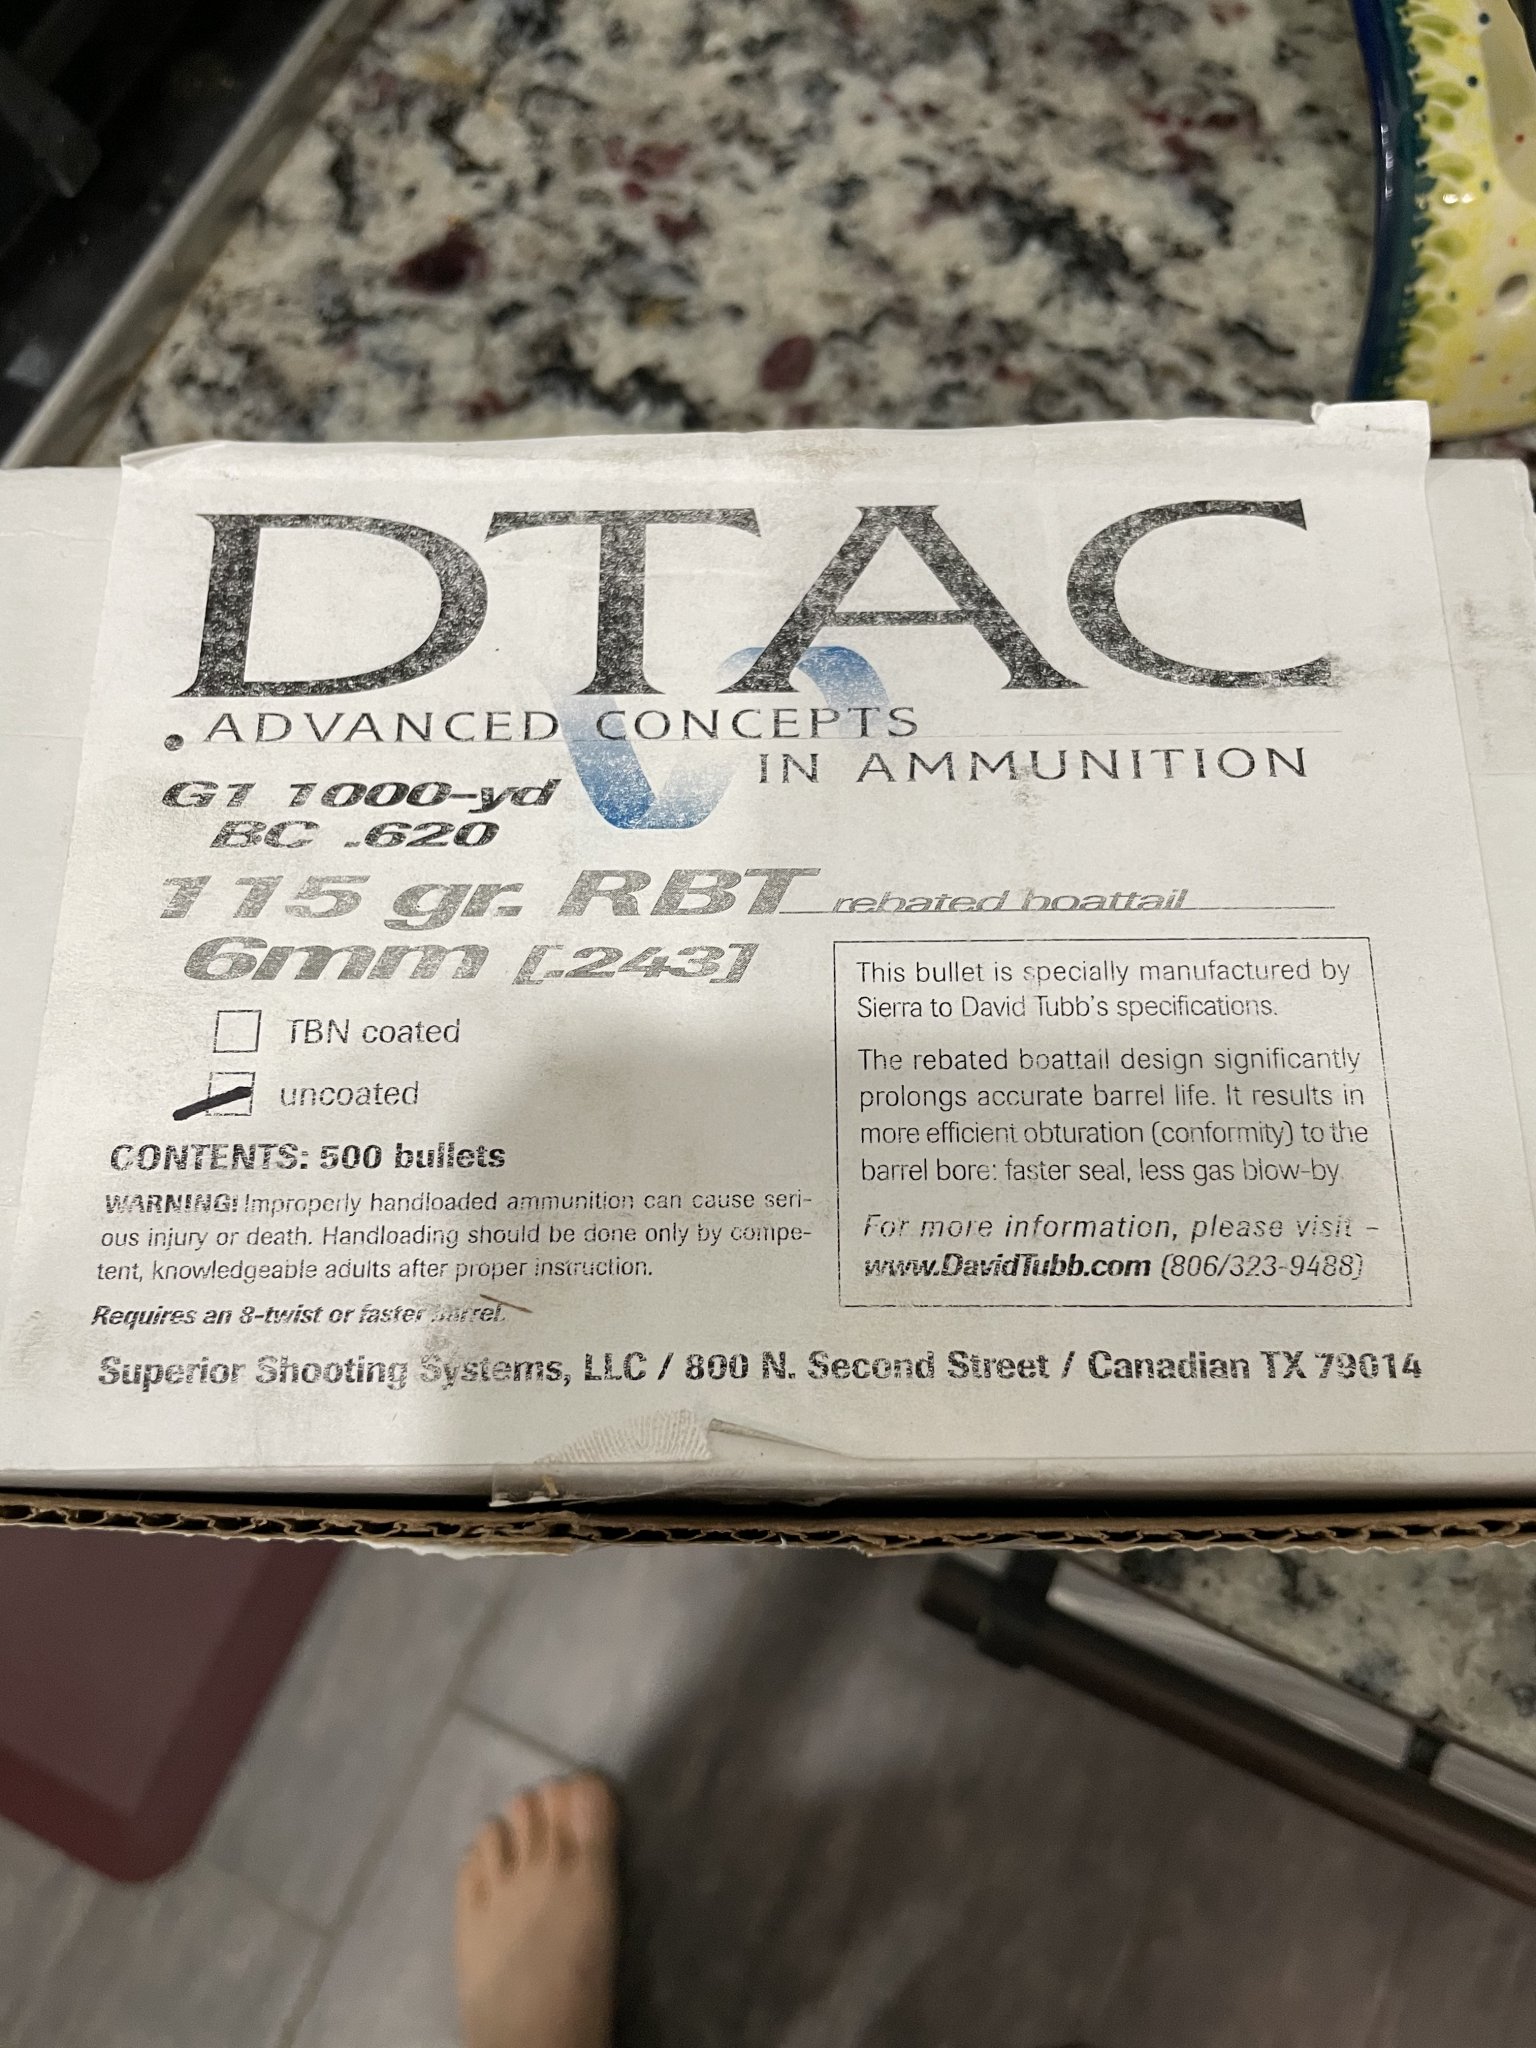 DTAC
.ADVANCED CONCEPTS
IN AMMUNITION
G1 1000-yd
BC .620
115 gr. RBT rebated boattail
6mm [.243]
TBN coated
uncoated
CONTENTS: 500 bullets
WARNING! Improperly handloaded ammunition can cause seri-
ous injury or death. Handloading should be done only by compe-
tent, knowledgeable adults after proper instruction.
Requires an 8-twist or faster barrel.
This bullet is specially manufactured by
Sierra to David Tubb's specifications.
The rebated boattail design significantly
prolongs accurate barrel life. It results in
more efficient obturation (conformity) to the
barrel bore: faster seal, less gas blow-by.
For more information, please visit –
www.DavidTubb.com (806/323-9488)
Superior Shooting Systems, LLC / 800 N. Second Street / Canadian TX 79014